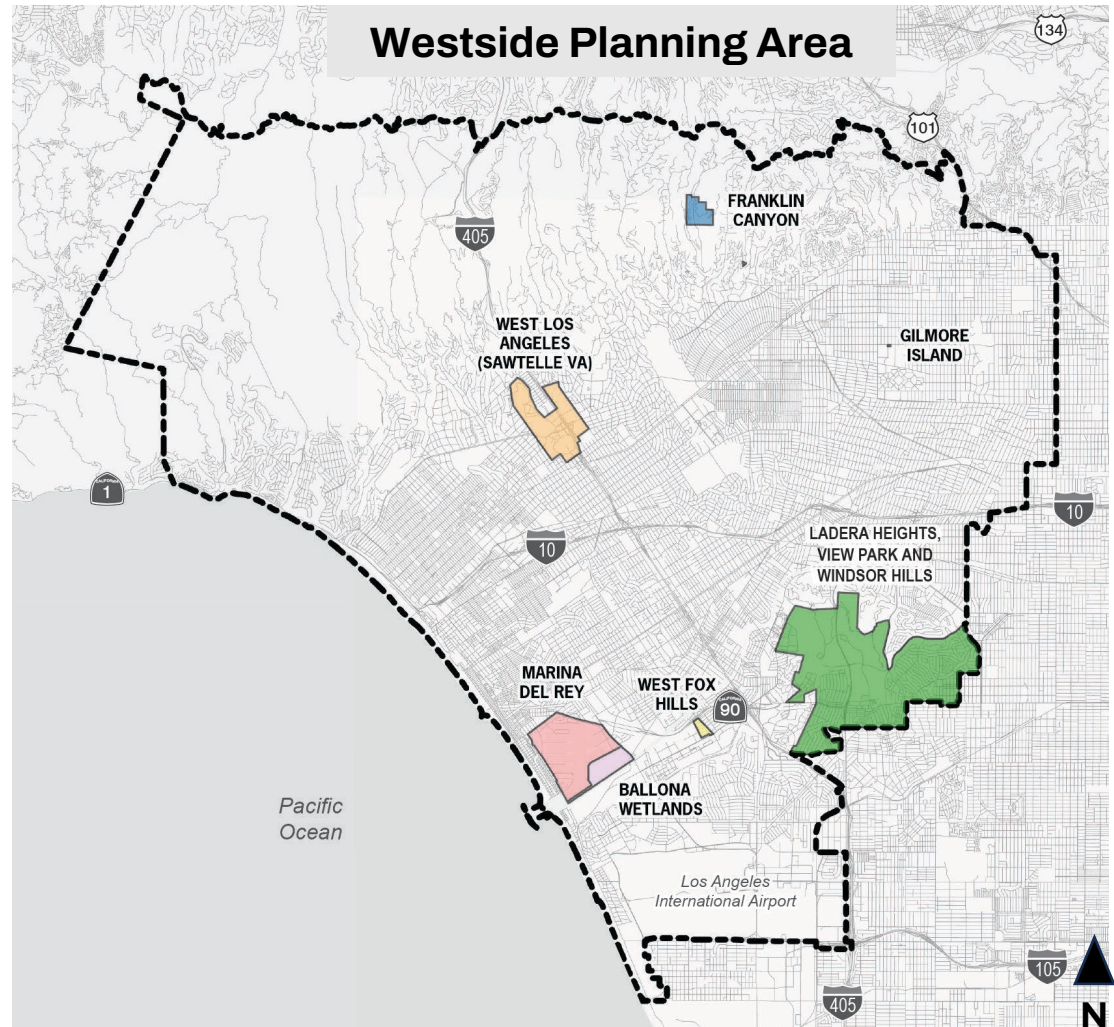 Westside Planning Area
134
101
FRANKLIN
CANYON
405
GILMORE
ISLAND
WEST LOS
ANGELES
(SAWTELLE VA)
CALIFORNIA
1
10
10
LADERA HEIGHTS,
VIEW PARK AND
WINDSOR HILLS
MARINA
DEL REY
WEST FOX
HILLS
CALIFORNIA
90
BALLONA
WETLANDS
Pacific
Ocean
Los Angeles
International Airport
105
405
N